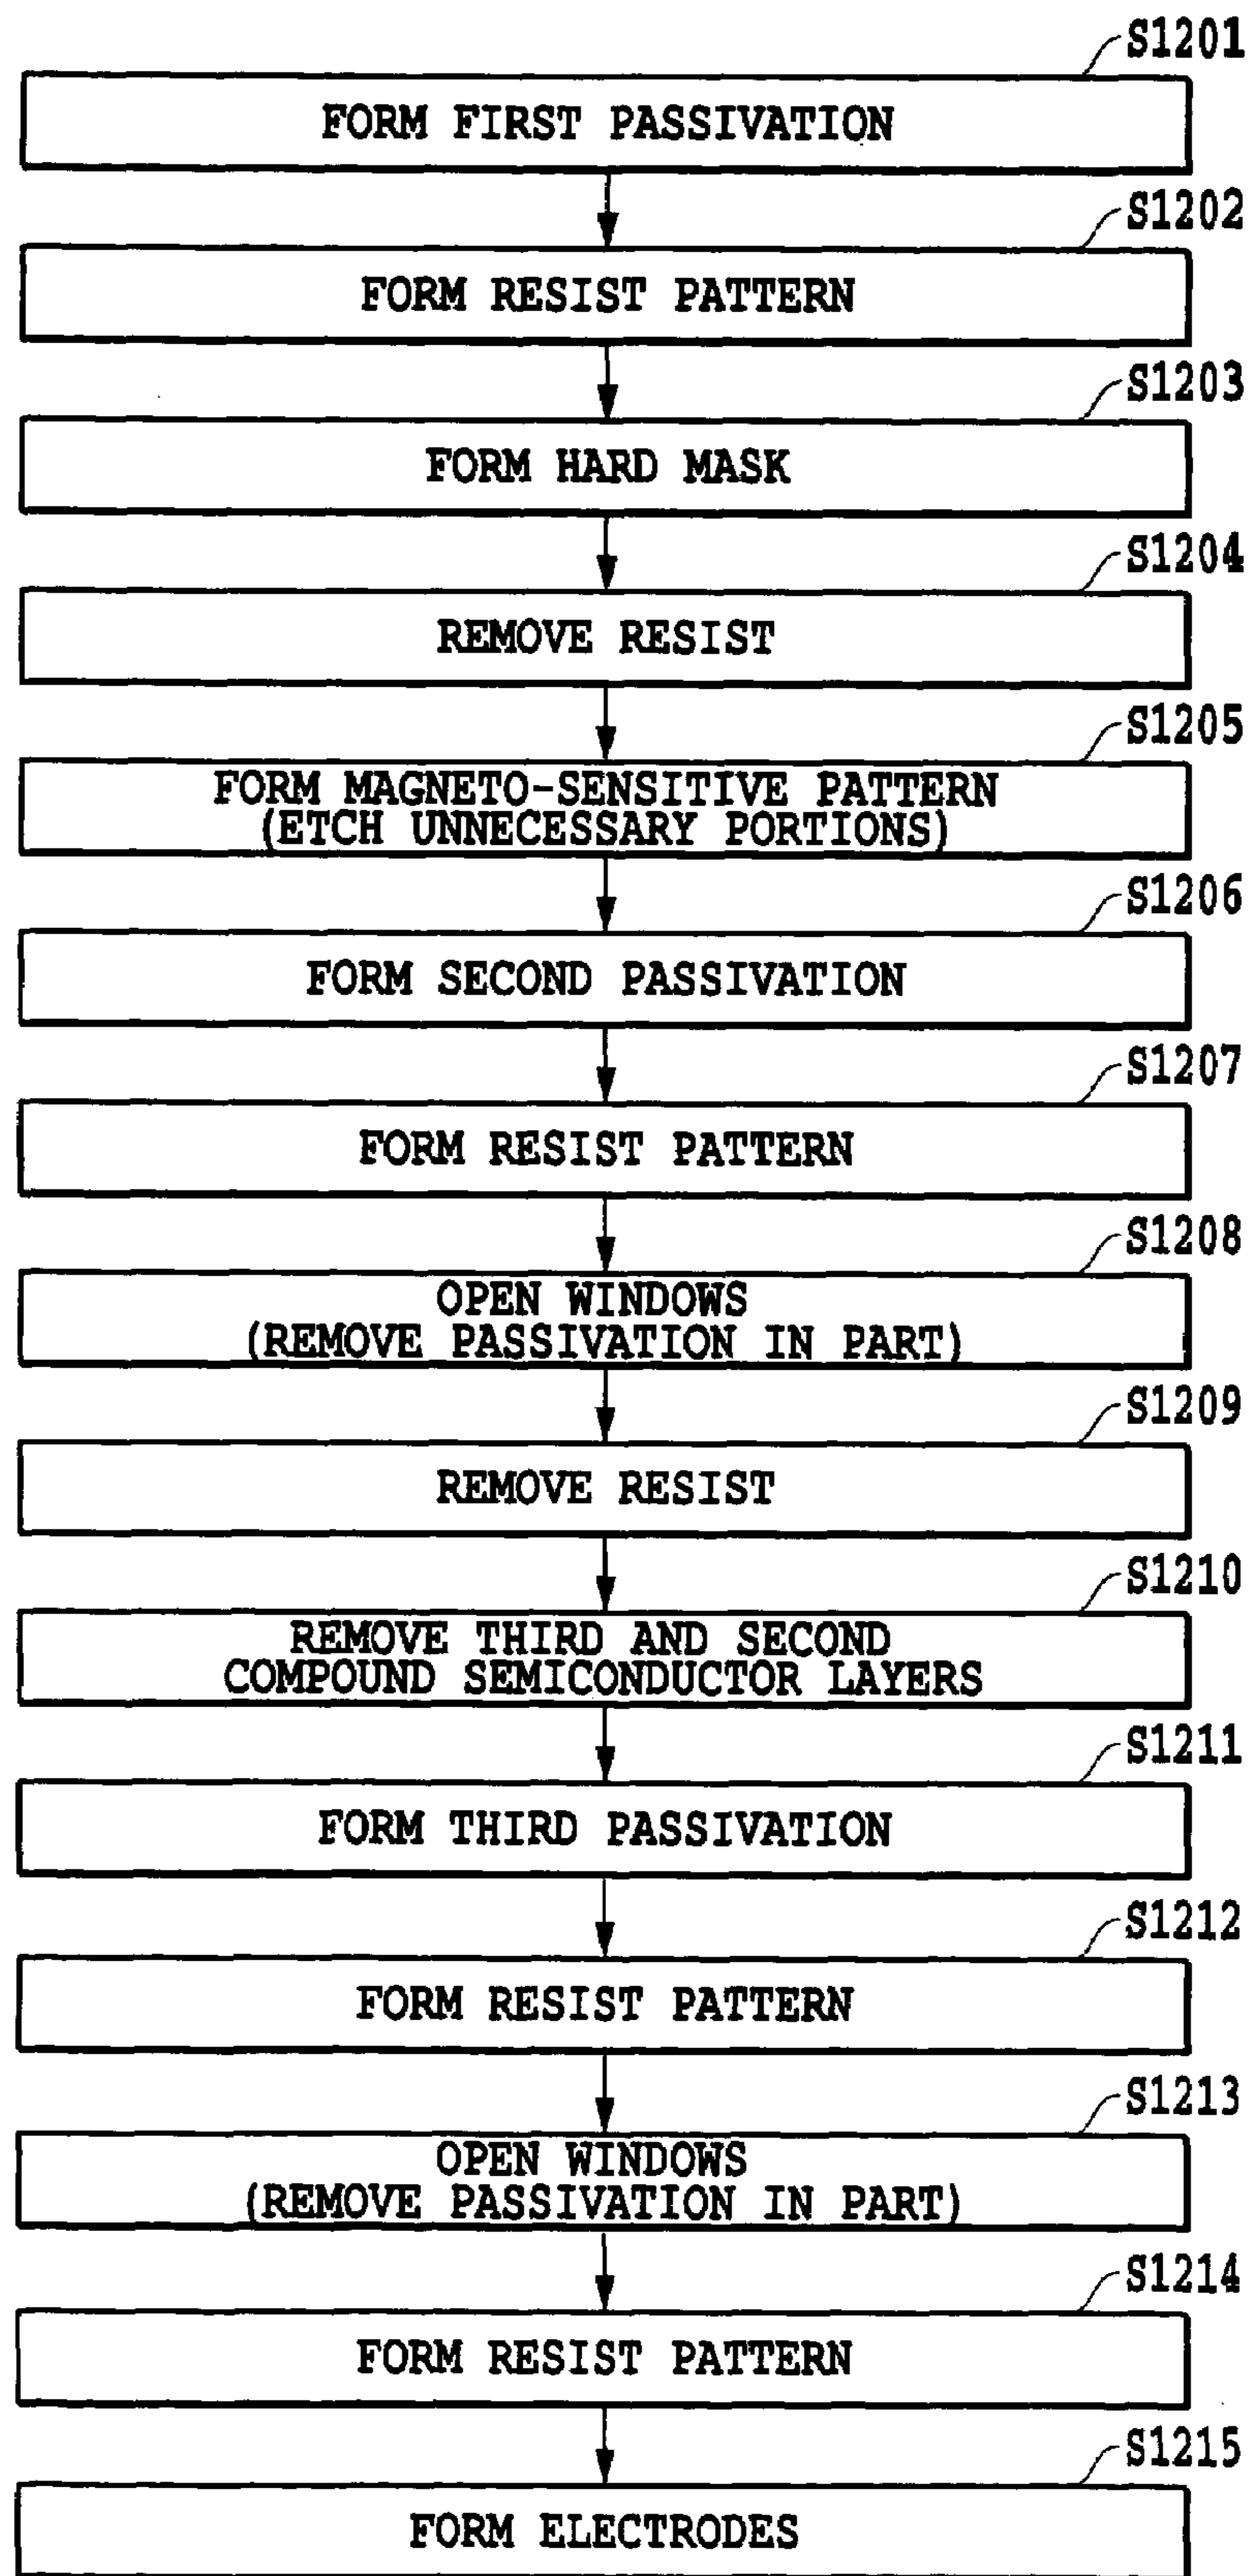 S1201
FORM FIRST PASSIVATION
S1202
FORM RESIST PATTERN
S1203
FORM HARD MASK
S1204
REMOVE RESIST
S1205
FORM MAGNETO-SENSITIVE PATTERN
(ETCH UNNECESSARY PORTIONS)
S1206
FORM SECOND PASSIVATION
S1207
FORM RESIST PATTERN
S1208
OPEN WINDOWS
(REMOVE PASSIVATION IN PART)
S1209
REMOVE RESIST
S1210
REMOVE THIRD AND SECOND
COMPOUND SEMICONDUCTOR LAYERS
S1211
FORM THIRD PASSIVATION
S1212
FORM RESIST PATTERN
S1213
OPEN WINDOWS
(REMOVE PASSIVATION IN PART)
S1214
FORM RESIST PATTERN
S1215
FORM ELECTRODES